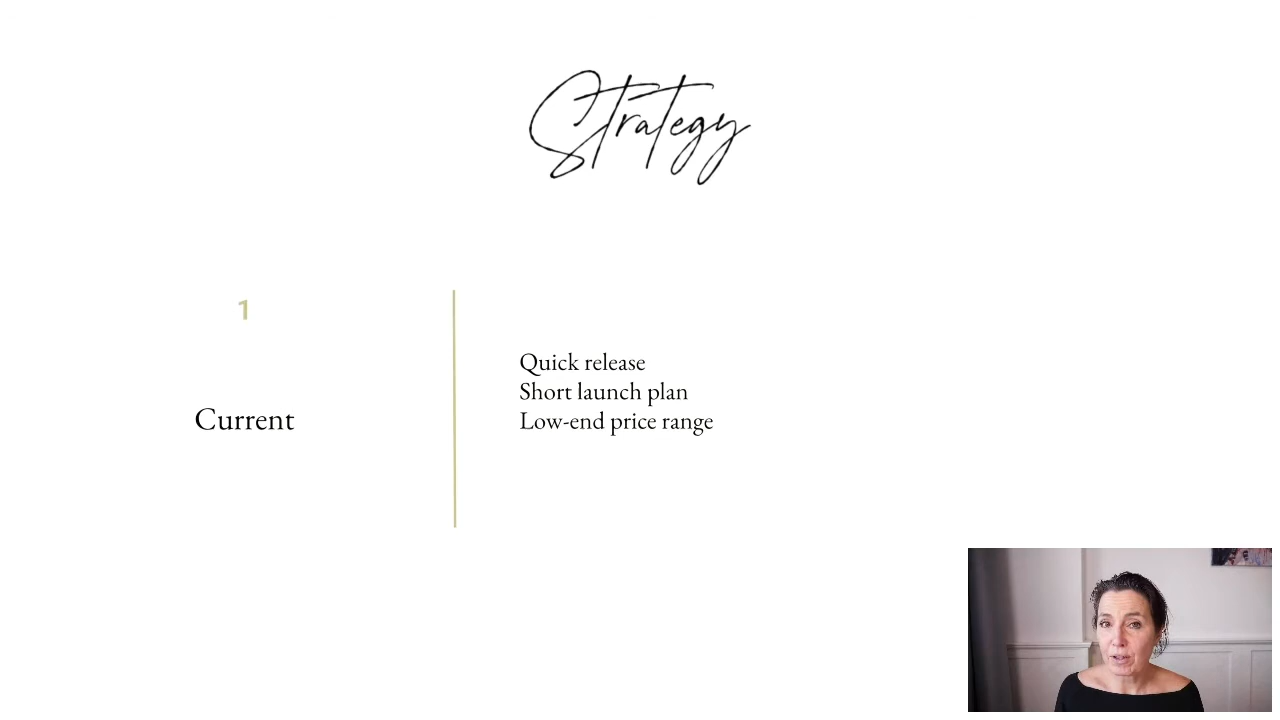 Strategy
1
Current
Quick release
Short launch plan
Low-end price range